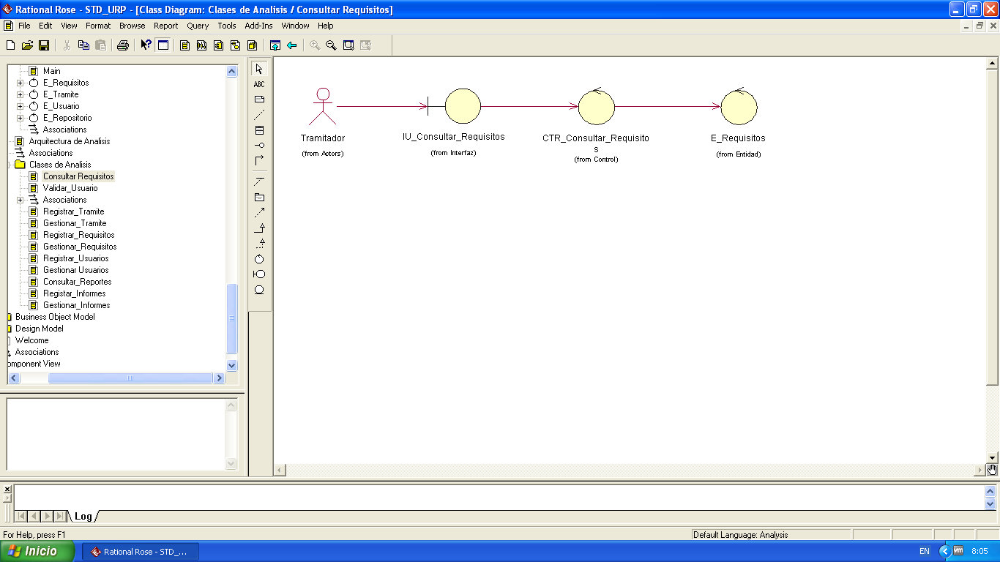 Rational Rose - STD_URP - [Class Diagram: Clases de Analisis / Consultar Requisitos]
File Edit View Format Browse Report Query Tools Add-Ins Window Help
Main
E_Requisitos
E_Tramite
E_Usuario
E_Repositorio
Associations
Arquitectura de Analisis
Associations
Clases de Analisis
Consultar Requisitos
Validar_Usuario
Associations
Registrar_Tramite
Gestionar_Tramite
Registrar_Requisitos
Gestionar_Requisitos
Registrar_Usuarios
Gestionar Usuarios
Consultar_Reportes
Registar_Informes
Gestionar_Informes
Business Object Model
Design Model
Welcome
Associations
omponent View
ABC
Tramitador
(from Actors)
IU_Consultar_Requisitos
(from Interfaz)
CTR_Consultar_Requisito
s
(from Control)
E_Requisitos
(from Entidad)
Log
For Help, press F1
Default Language: Analysis
Inicio
Rational Rose - STD_...
EN
vm
8:05